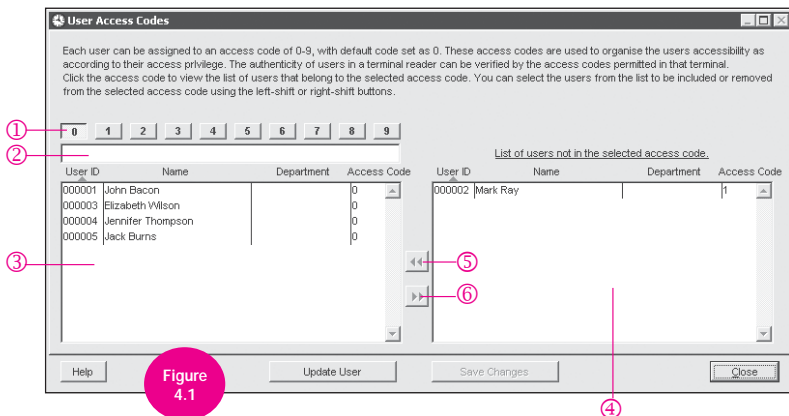 User Access Codes
Each user can be assigned to an access code of 0-9, with default code set as 0. These access codes are used to organise the users accessibility as
according to their access privilege. The authenticity of users in a terminal reader can be verified by the access codes permitted in that terminal.
Click the access code to view the list of users that belong to the selected access code. You can select the users from the list to be included or removed
from the selected access code using the left-shift or right-shift buttons.
① 0 1 2 3 4 5 6 7 8 9
②
List of users not in the selected access code.
User ID Name Department Access Code User ID Name Department Access Code
000001 John Bacon 0 000002 Mark Ray 1
000003 Elizabeth Wilson 0
000004 Jennifer Thompson 0
000005 Jack Burns 0
③ ⑤
⑥
Help Update User Save Changes Close
Figure
4.1
④